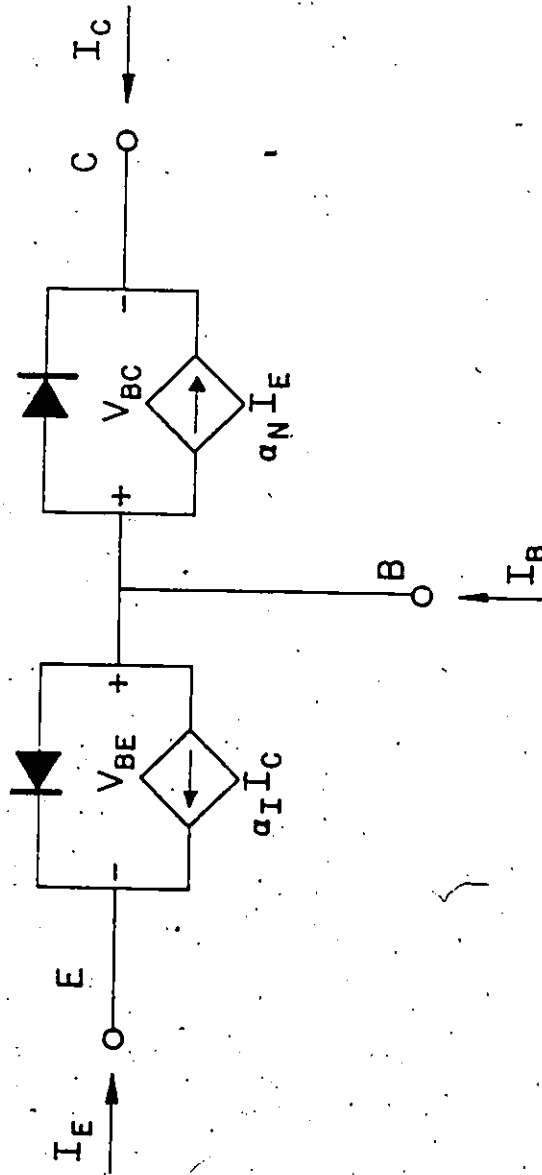 I_E
E
V_BE
- +
α_I I_C
B
I_B
V_BC
+ -
α_N I_E
C
I_C